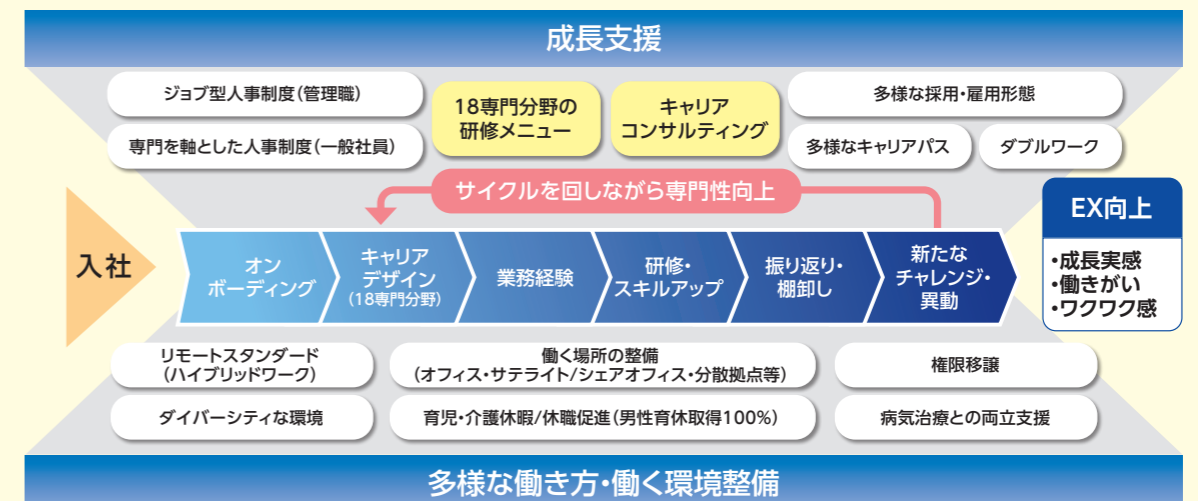 成長支援
ジョブ型人事制度(管理職)
専門を軸とした人事制度(一般社員)
18専門分野の
研修メニュー
キャリア
コンサルティング
多様な採用・雇用形態
多様なキャリアパス
ダブルワーク
サイクルを回しながら専門性向上
入社
オン
ボーディング
キャリア
デザイン
(18専門分野)
業務経験
研修・
スキルアップ
振り返り・
棚卸し
新たな
チャレンジ・
異動
EX向上
・成長実感
・働きがい
・ワクワク感
リモートスタンダード
(ハイブリッドワーク)
働く場所の整備
(オフィス・サテライト/シェアオフィス・分散拠点等)
権限移譲
ダイバーシティな環境
育児・介護休暇/休職促進(男性育休取得100%)
病気治療との両立支援
多様な働き方・働く環境整備